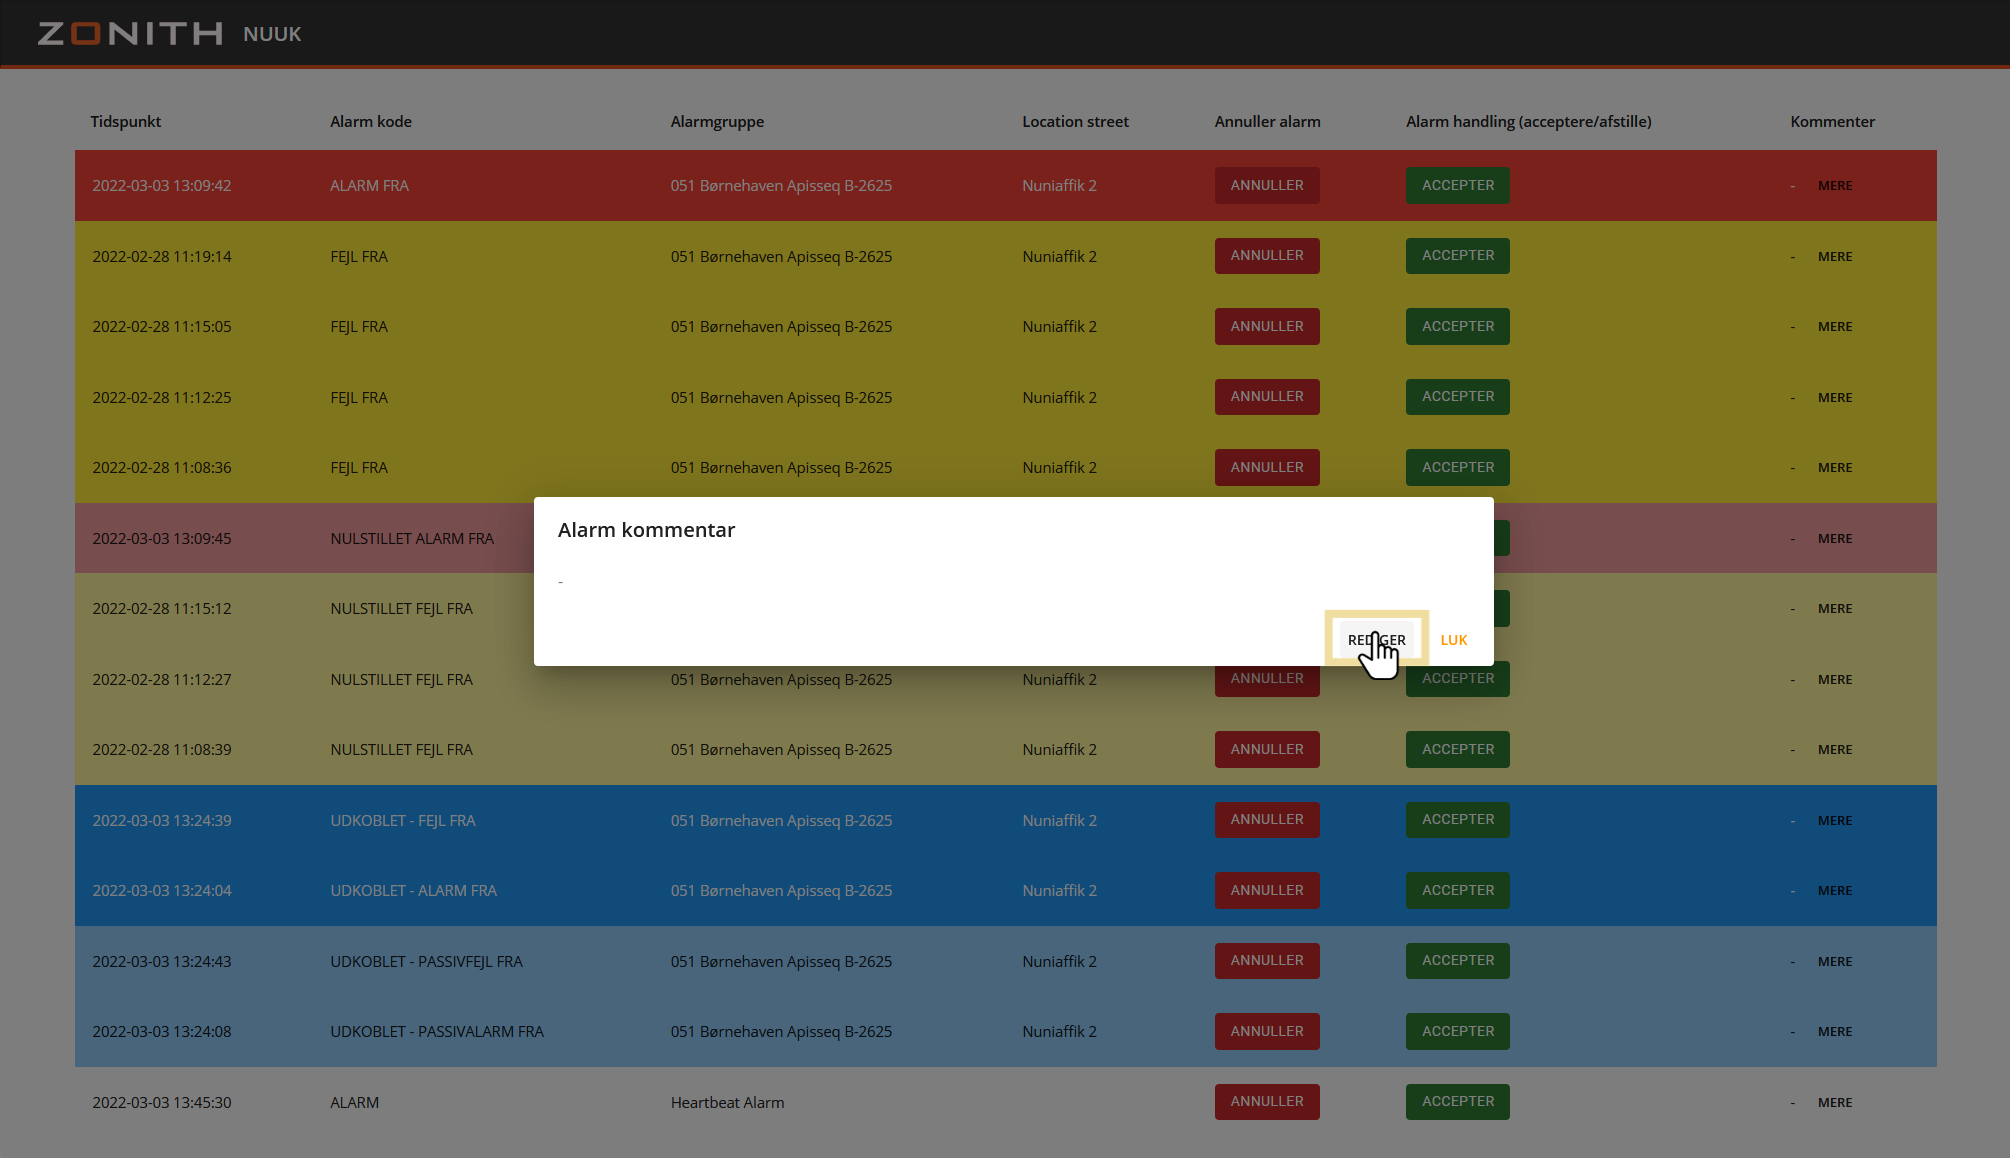 ZONITH NUUK
Tidspunkt Alarm kode Alarmgruppe Location street Annuller alarm Alarm handling (acceptere/afstille) Kommenter
2022-03-03 13:09:42 ALARM FRA 051 Børnehaven Apisseq B-2625 Nuniaffik 2 ANNULLER ACCEPTER - MERE
2022-02-28 11:19:14 FEJL FRA 051 Børnehaven Apisseq B-2625 Nuniaffik 2 ANNULLER ACCEPTER - MERE
2022-02-28 11:15:05 FEJL FRA 051 Børnehaven Apisseq B-2625 Nuniaffik 2 ANNULLER ACCEPTER - MERE
2022-02-28 11:12:25 FEJL FRA 051 Børnehaven Apisseq B-2625 Nuniaffik 2 ANNULLER ACCEPTER - MERE
2022-02-28 11:08:36 FEJL FRA 051 Børnehaven Apisseq B-2625 Nuniaffik 2 ANNULLER ACCEPTER - MERE
2022-03-03 13:09:45 NULSTILLET ALARM FRA - MERE
Alarm kommentar
-
REDIGER LUK
2022-02-28 11:15:12 NULSTILLET FEJL FRA - MERE
2022-02-28 11:12:27 NULSTILLET FEJL FRA 051 Børnehaven Apisseq B-2625 Nuniaffik 2 ANNULLER ACCEPTER - MERE
2022-02-28 11:08:39 NULSTILLET FEJL FRA 051 Børnehaven Apisseq B-2625 Nuniaffik 2 ANNULLER ACCEPTER - MERE
2022-03-03 13:24:39 UDKOBLET - FEJL FRA 051 Børnehaven Apisseq B-2625 Nuniaffik 2 ANNULLER ACCEPTER - MERE
2022-03-03 13:24:04 UDKOBLET - ALARM FRA 051 Børnehaven Apisseq B-2625 Nuniaffik 2 ANNULLER ACCEPTER - MERE
2022-03-03 13:24:43 UDKOBLET - PASSIVFEJL FRA 051 Børnehaven Apisseq B-2625 Nuniaffik 2 ANNULLER ACCEPTER - MERE
2022-03-03 13:24:08 UDKOBLET - PASSIVALARM FRA 051 Børnehaven Apisseq B-2625 Nuniaffik 2 ANNULLER ACCEPTER - MERE
2022-03-03 13:45:30 ALARM Heartbeat Alarm ANNULLER ACCEPTER - MERE